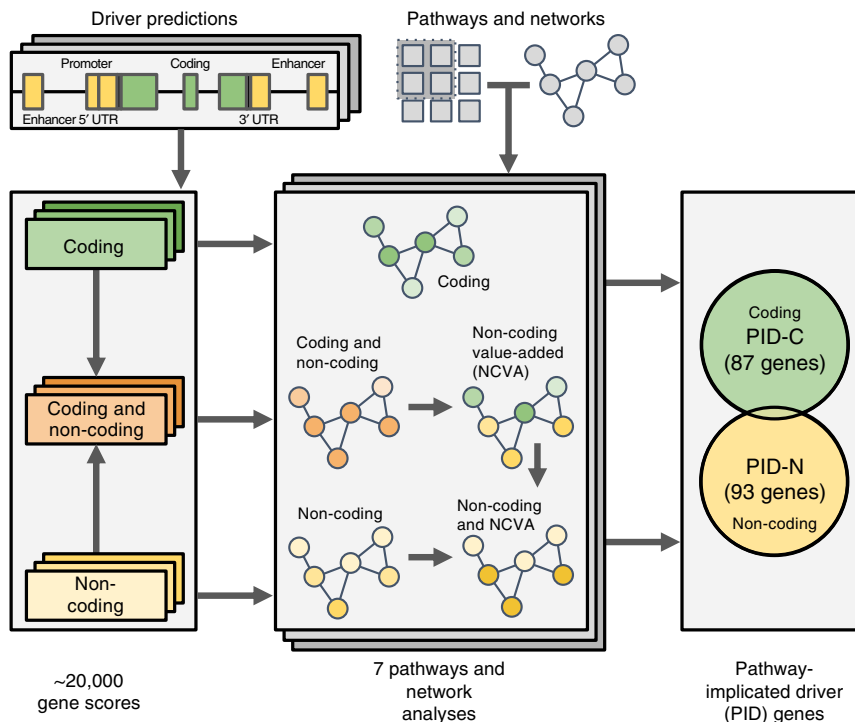 Driver predictions
Pathways and networks
Promoter
Coding
Enhancer
Enhancer 5′ UTR
3′ UTR
Coding
Coding and
non-coding
Non-
coding
Coding
Coding and
non-coding
Non-coding
value-added
(NCVA)
Non-coding
Non-coding
and NCVA
Coding
PID-C
(87 genes)
PID-N
(93 genes)
Non-coding
~20,000
gene scores
7 pathways and
network
analyses
Pathway-
implicated driver
(PID) genes